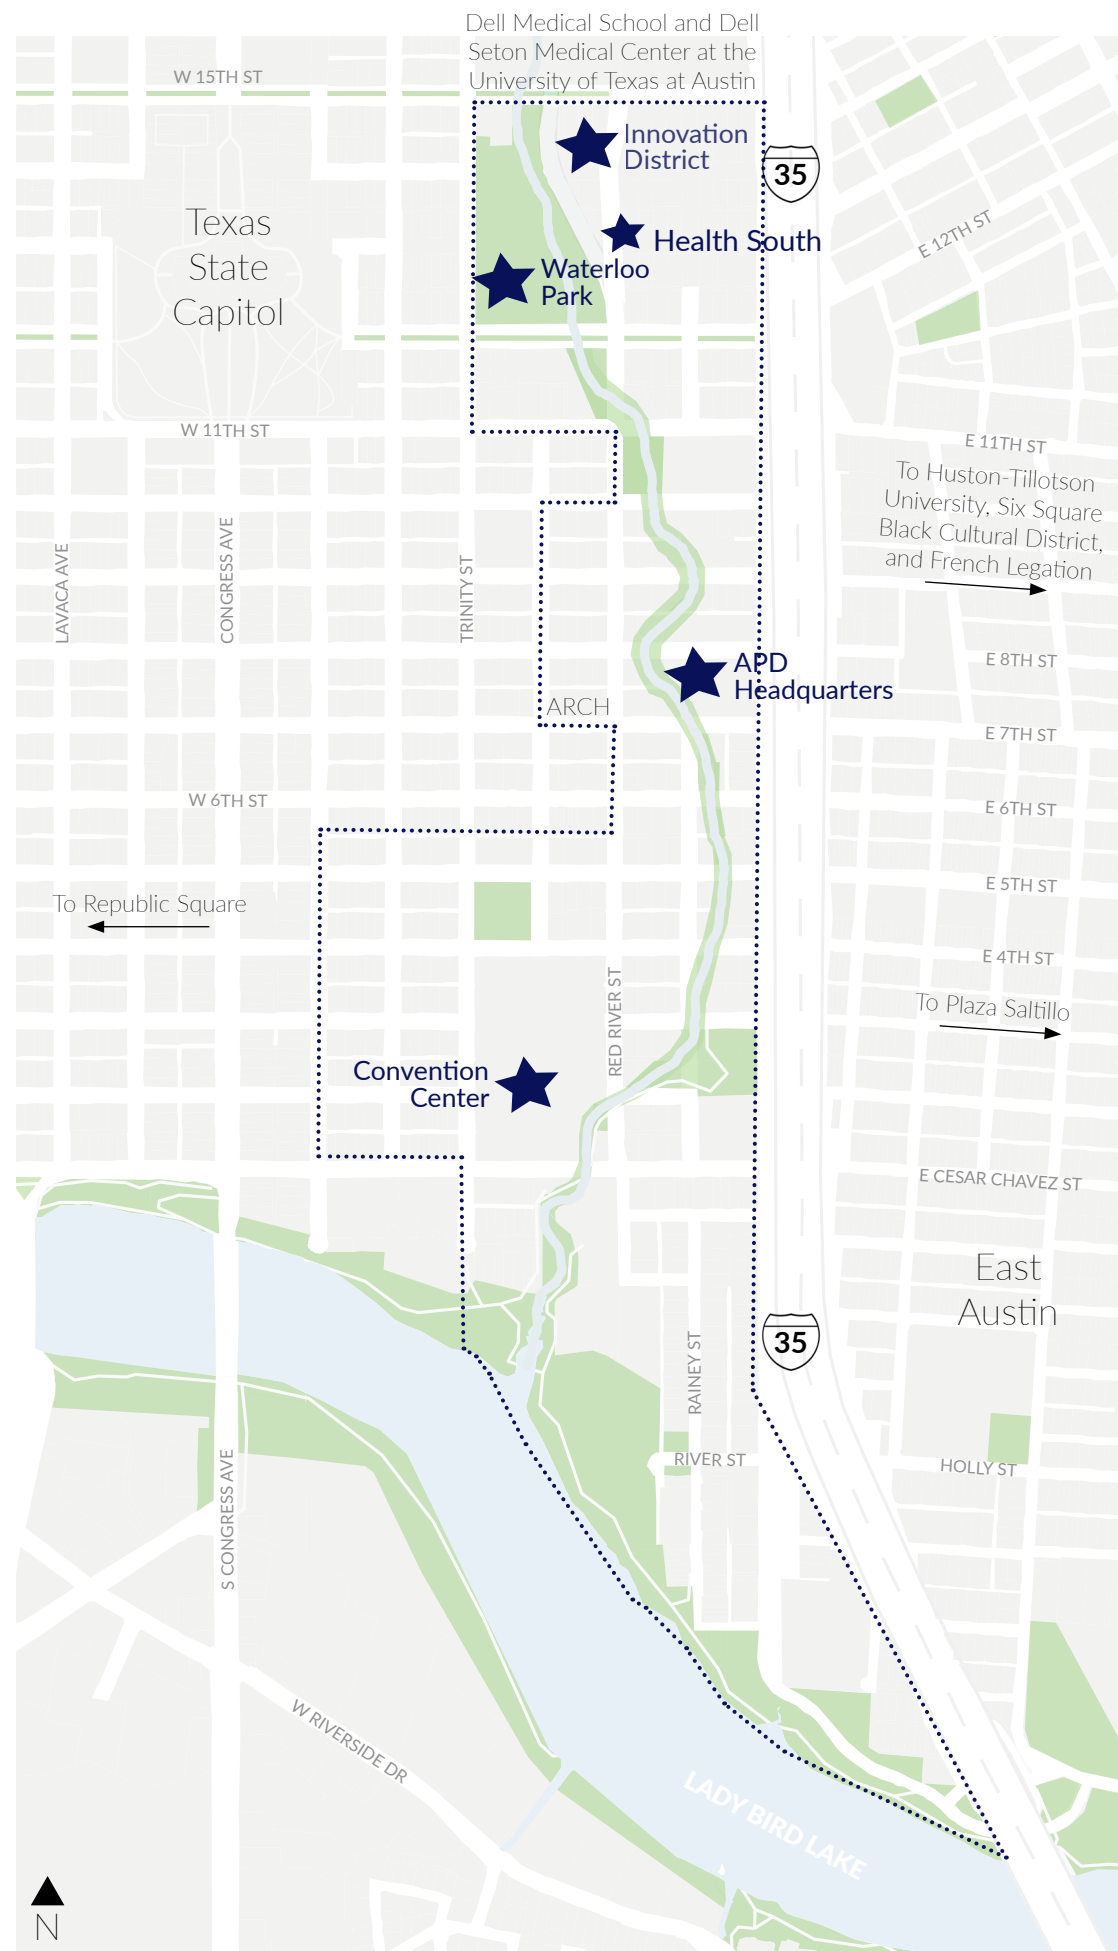 Dell Medical School and Dell
Seton Medical Center at the
University of Texas at Austin
W 15TH ST
Innovation
District
35
Health South
E 12TH ST
Texas
State
Capitol
Waterloo
Park
W 11TH ST
E 11TH ST
To Huston-Tillotson
University, Six Square
Black Cultural District,
and French Legation
LAVACA AVE
CONGRESS AVE
TRINITY ST
APD
Headquarters
E 8TH ST
ARCH
E 7TH ST
W 6TH ST
E 6TH ST
E 5TH ST
To Republic Square
E 4TH ST
RED RIVER ST
To Plaza Saltillo
Convention
Center
E CESAR CHAVEZ ST
East
Austin
35
RAINEY ST
RIVER ST
HOLLY ST
S CONGRESS AVE
W RIVERSIDE DR
LADY BIRD LAKE
N